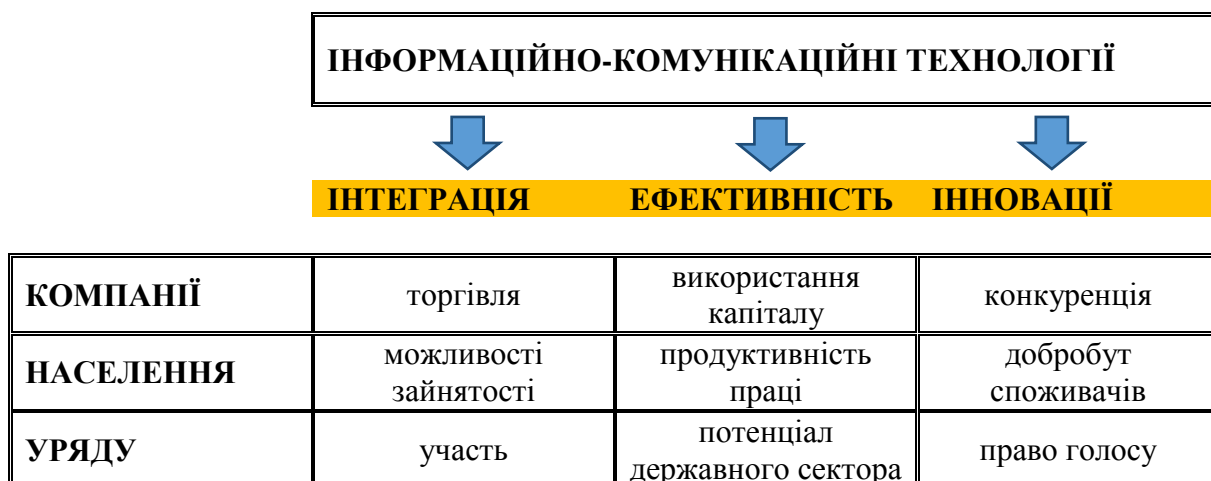 ІНФОРМАЦІЙНО-КОМУНІКАЦІЙНІ ТЕХНОЛОГІЇ
ІНТЕГРАЦІЯ ЕФЕКТИВНІСТЬ ІННОВАЦІЇ
КОМПАНІЇ торгівля використання капіталу конкуренція
НАСЕЛЕННЯ можливості зайнятості продуктивність праці добробут споживачів
УРЯДУ участь потенціал державного сектора право голосу